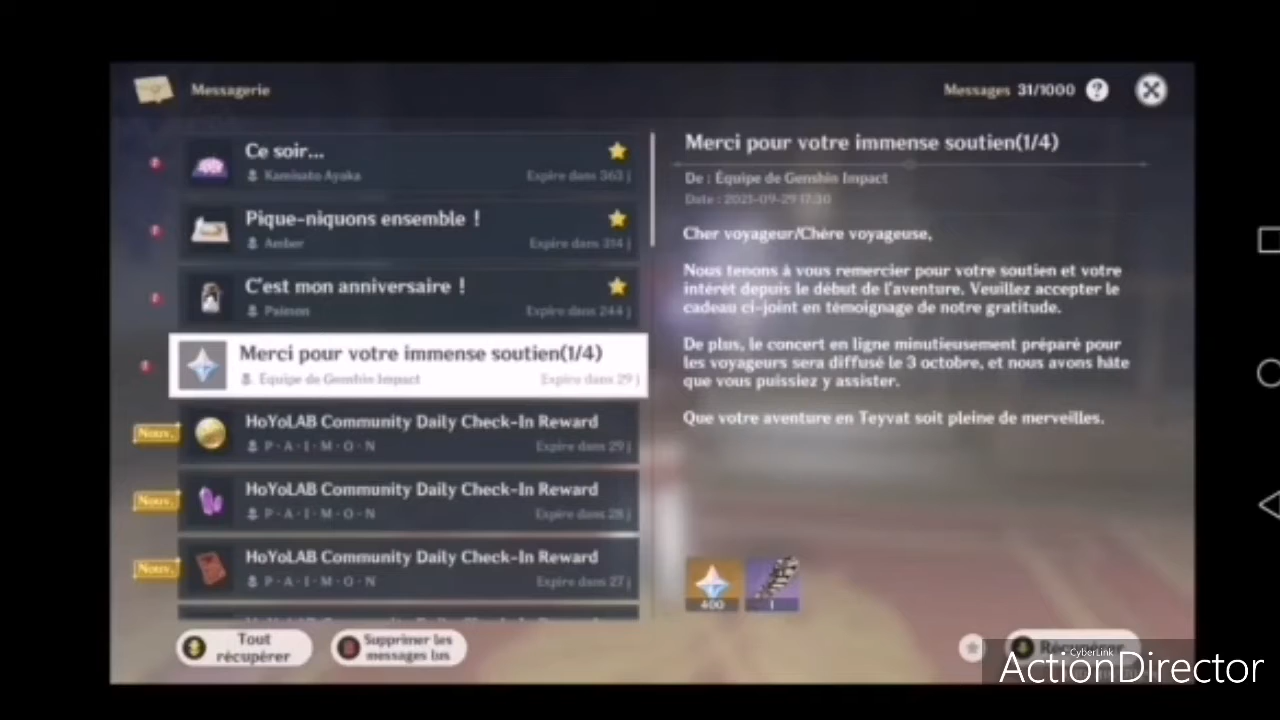 Messagerie
Messages 31/1000
?
Ce soir...
Kamisato Ayaka
Expire dans 363 j
Pique-niquons ensemble !
Amber
Expire dans 314 j
C'est mon anniversaire !
Paimon
Expire dans 244 j
Merci pour votre immense soutien(1/4)
Équipe de Genshin Impact
Expire dans 29 j
Nouv.
HoYoLAB Community Daily Check-In Reward
P·A·I·M·O·N
Expire dans 29 j
Nouv.
HoYoLAB Community Daily Check-In Reward
P·A·I·M·O·N
Expire dans 28 j
Nouv.
HoYoLAB Community Daily Check-In Reward
P·A·I·M·O·N
Expire dans 27 j
Tout
récupérer
Supprimer les
messages lus
Merci pour votre immense soutien(1/4)
De : Équipe de Genshin Impact
Date : 2021-09-29 17:30
Cher voyageur/Chère voyageuse,
Nous tenons à vous remercier pour votre soutien et votre
intérêt depuis le début de l'aventure. Veuillez accepter le
cadeau ci-joint en témoignage de notre gratitude.
De plus, le concert en ligne minutieusement préparé pour
les voyageurs sera diffusé le 3 octobre, et nous avons hâte
que vous puissiez y assister.
Que votre aventure en Teyvat soit pleine de merveilles.
400
1
CyberLink
ActionDirector